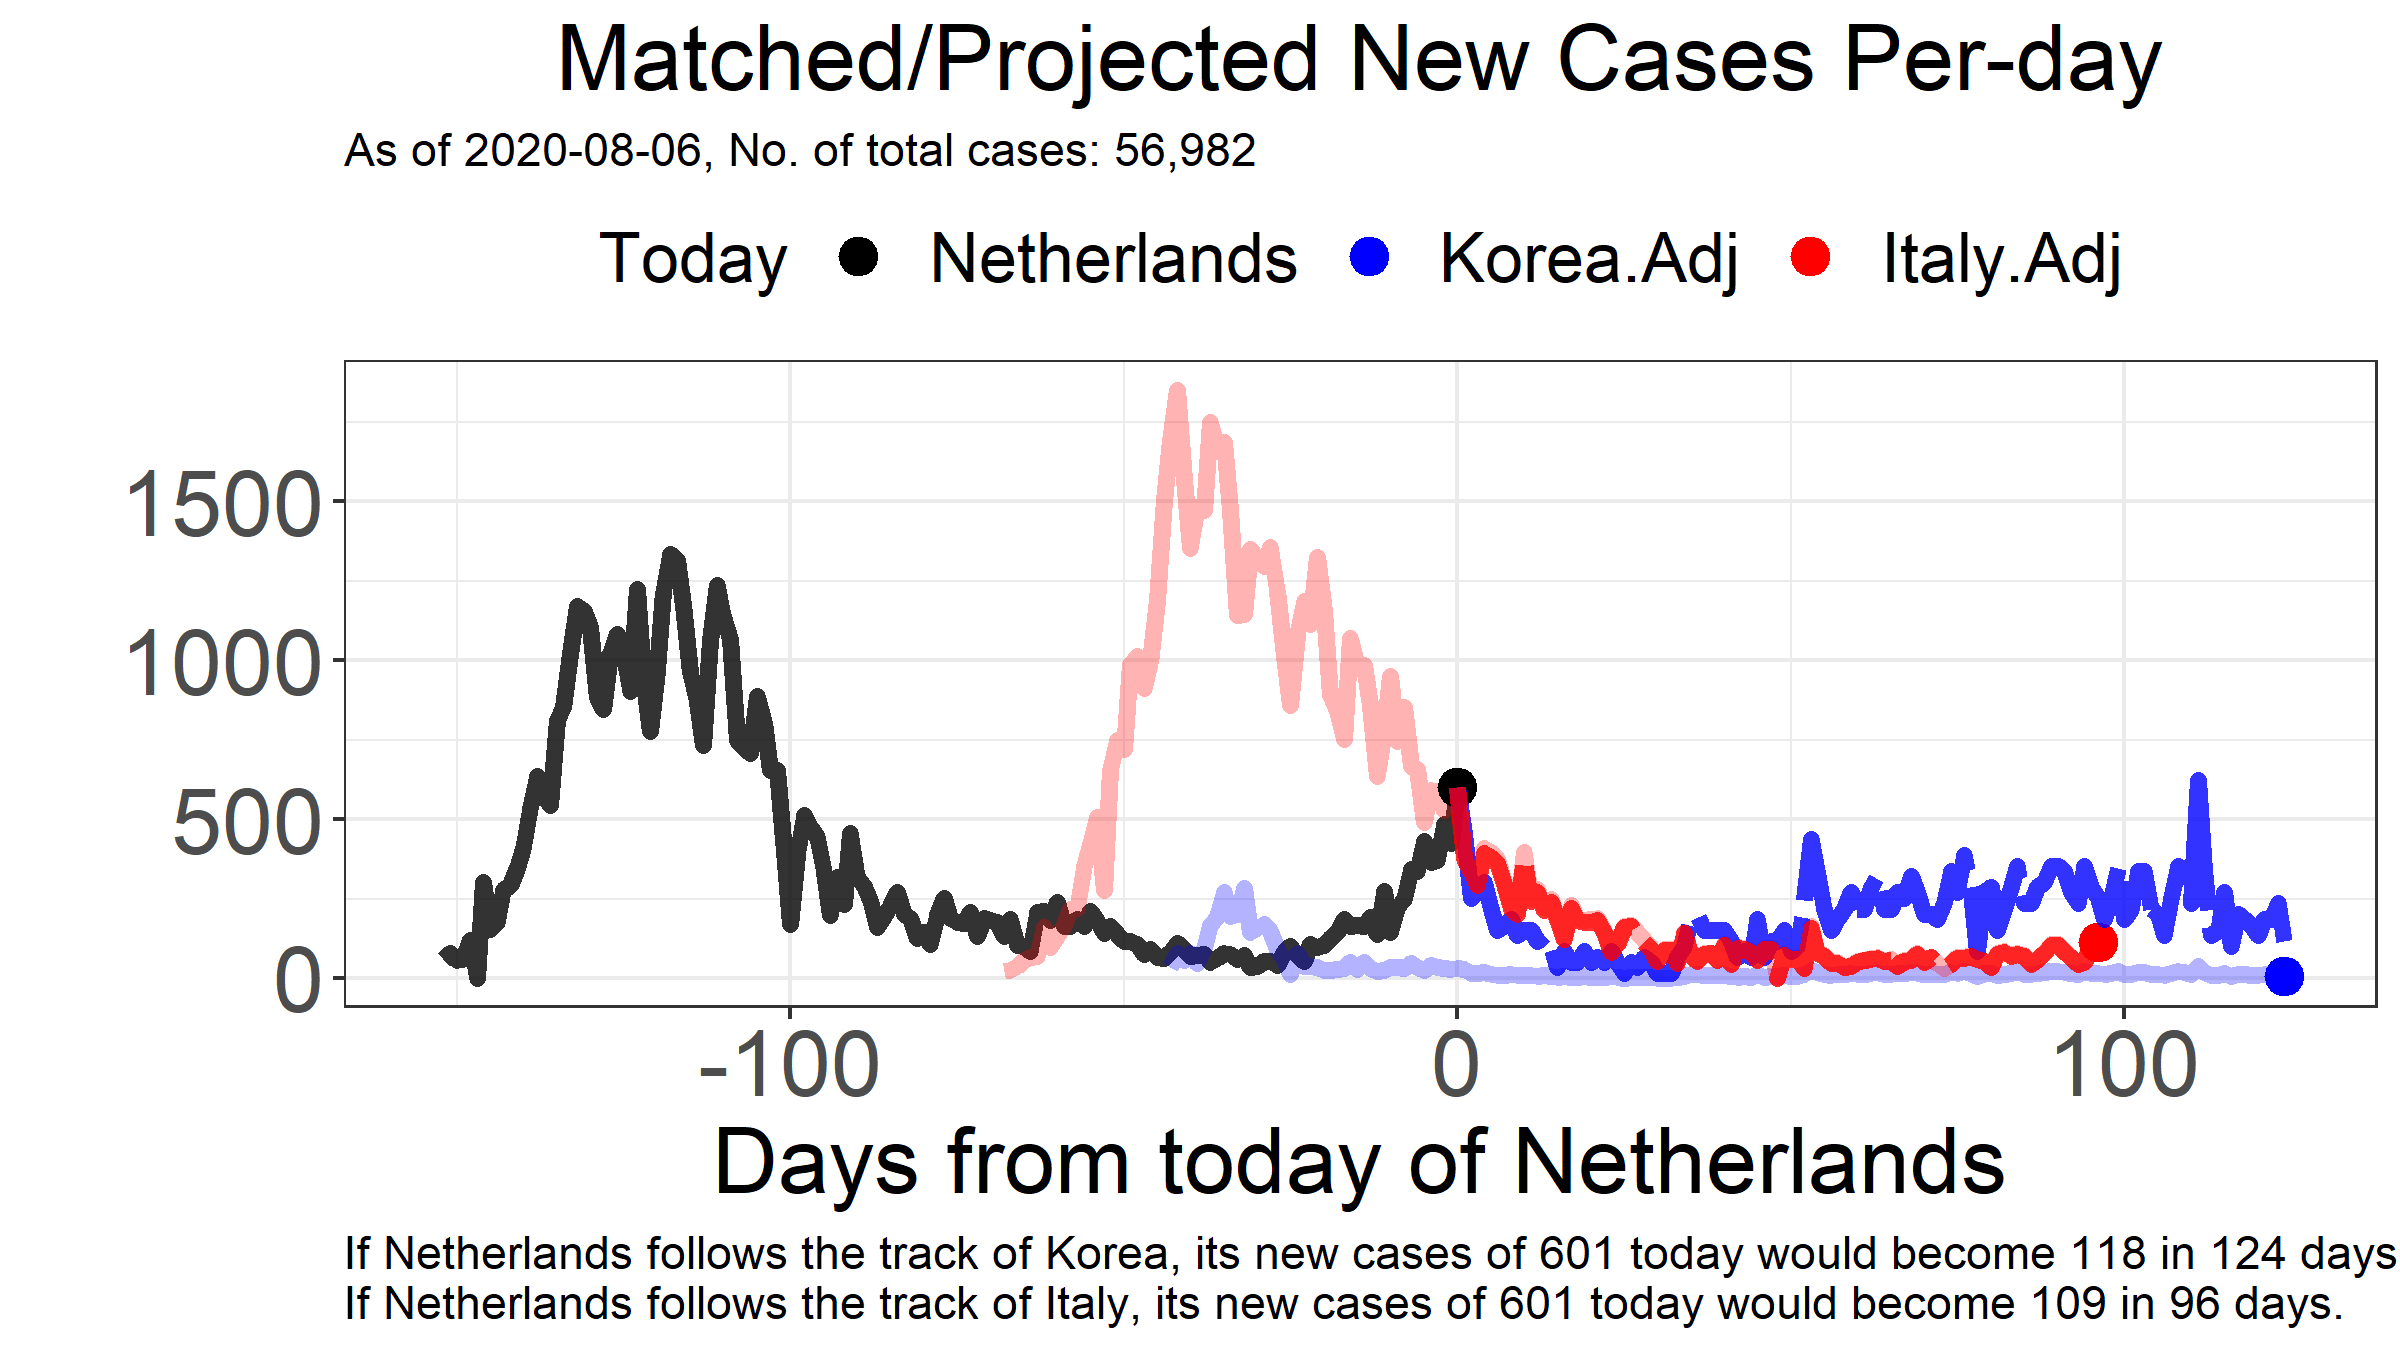 Matched/Projected New Cases Per-day
As of 2020-08-06, No. of total cases: 56,982
Today Netherlands Korea.Adj Italy.Adj
1500
1000
500
0
-100 0 100
Days from today of Netherlands
If Netherlands follows the track of Korea, its new cases of 601 today would become 118 in 124 days
If Netherlands follows the track of Italy, its new cases of 601 today would become 109 in 96 days.